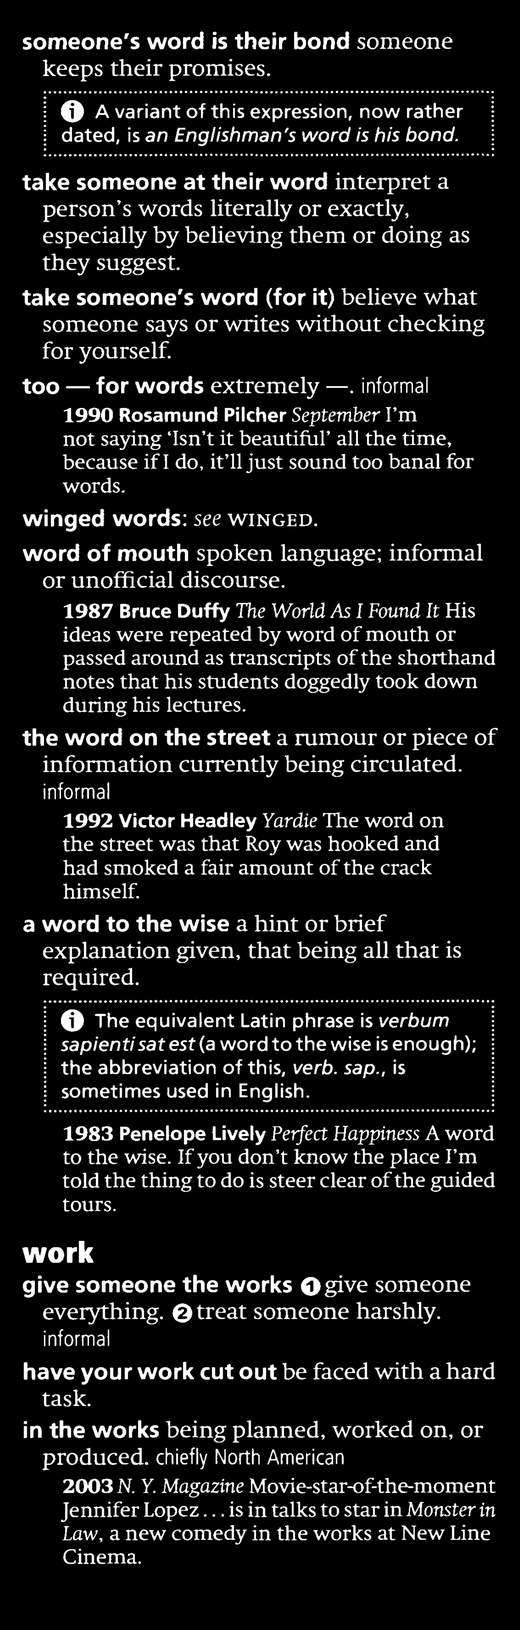 someone's word is their bond someone
keeps their promises.
i A variant of this expression, now rather
dated, is an Englishman's word is his bond.
take someone at their word interpret a
person's words literally or exactly,
especially by believing them or doing as
they suggest.
take someone's word (for it) believe what
someone says or writes without checking
for yourself.
too — for words extremely —. informal
1990 Rosamund Pilcher September I'm
not saying ‘Isn't it beautiful’ all the time,
because if I do, it'll just sound too banal for
words.
winged words: see WINGED.
word of mouth spoken language; informal
or unofficial discourse.
1987 Bruce Duffy The World As I Found It His
ideas were repeated by word of mouth or
passed around as transcripts of the shorthand
notes that his students doggedly took down
during his lectures.
the word on the street a rumour or piece of
information currently being circulated.
informal
1992 Victor Headley Yardie The word on
the street was that Roy was hooked and
had smoked a fair amount of the crack
himself.
a word to the wise a hint or brief
explanation given, that being all that is
required.
i The equivalent Latin phrase is verbum
sapienti sat est (a word to the wise is enough);
the abbreviation of this, verb. sap., is
sometimes used in English.
1983 Penelope Lively Perfect Happiness A word
to the wise. If you don't know the place I'm
told the thing to do is steer clear of the guided
tours.
work
give someone the works ❶ give someone
everything. ❷ treat someone harshly.
informal
have your work cut out be faced with a hard
task.
in the works being planned, worked on, or
produced. chiefly North American
2003 N. Y. Magazine Movie-star-of-the-moment
Jennifer Lopez . . . is in talks to star in Monster in
Law, a new comedy in the works at New Line
Cinema.